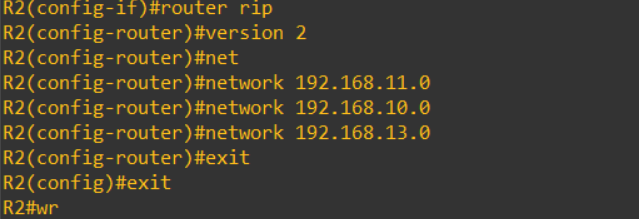 R2(config-if)#router rip
R2(config-router)#version 2
R2(config-router)#net
R2(config-router)#network 192.168.11.0
R2(config-router)#network 192.168.10.0
R2(config-router)#network 192.168.13.0
R2(config-router)#exit
R2(config)#exit
R2#wr